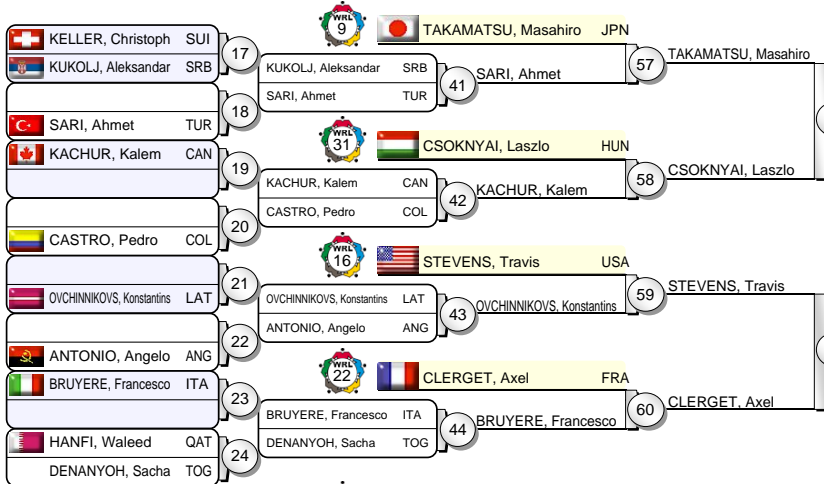 KELLER, Christoph SUI
KUKOLJ, Aleksandar SRB
17
SARI, Ahmet TUR
18
KACHUR, Kalem CAN
19
CASTRO, Pedro COL
20
OVCHINNIKOVS, Konstantins LAT
21
ANTONIO, Angelo ANG
22
BRUYERE, Francesco ITA
23
HANFI, Waleed QAT
DENANYOH, Sacha TOG
24
KUKOLJ, Aleksandar SRB
SARI, Ahmet TUR
41
KACHUR, Kalem CAN
CASTRO, Pedro COL
42
OVCHINNIKOVS, Konstantins LAT
ANTONIO, Angelo ANG
43
BRUYERE, Francesco ITA
DENANYOH, Sacha TOG
44
WRL
9
TAKAMATSU, Masahiro JPN
SARI, Ahmet
57
WRL
31
CSOKNYAI, Laszlo HUN
KACHUR, Kalem
58
WRL
16
STEVENS, Travis USA
OVCHINNIKOVS, Konstantins
59
WRL
22
CLERGET, Axel FRA
BRUYERE, Francesco
60
TAKAMATSU, Masahiro
CSOKNYAI, Laszlo
STEVENS, Travis
CLERGET, Axel